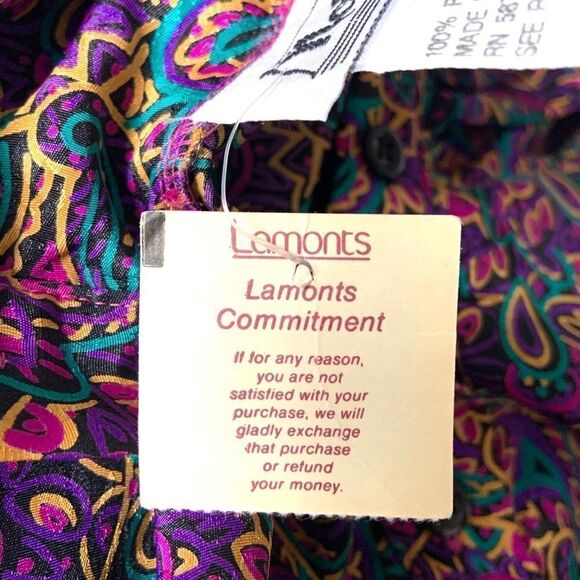 100% P
MADE
RN 58
SEE R
Lamonts
Lamonts
Commitment
If for any reason,
you are not
satisfied with your
purchase, we will
gladly exchange
that purchase
or refund
your money.